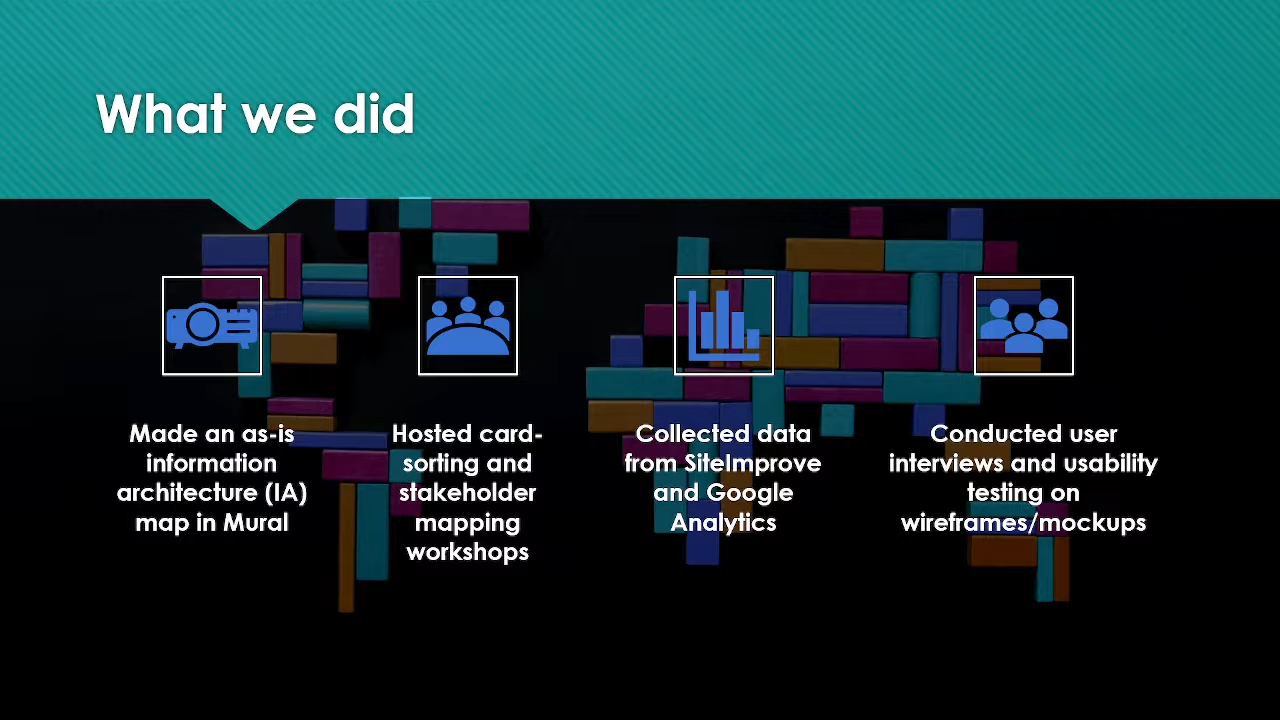 What we did
Made an as-is
information
architecture (IA)
map in Mural
Hosted card-
sorting and
stakeholder
mapping
workshops
Collected data
from SiteImprove
and Google
Analytics
Conducted user
interviews and usability
testing on
wireframes/mockups